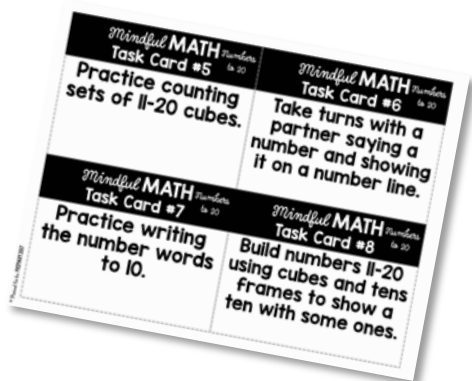 Mindful MATH Numbers to 20
Task Card #5
Practice counting
sets of 11-20 cubes.
Mindful MATH Numbers to 20
Task Card #6
Take turns with a
partner saying a
number and showing
it on a number line.
Mindful MATH Numbers to 20
Task Card #7
Practice writing
the number words
to 10.
Mindful MATH Numbers to 20
Task Card #8
Build numbers 11-20
using cubes and tens
frames to show a
ten with some ones.